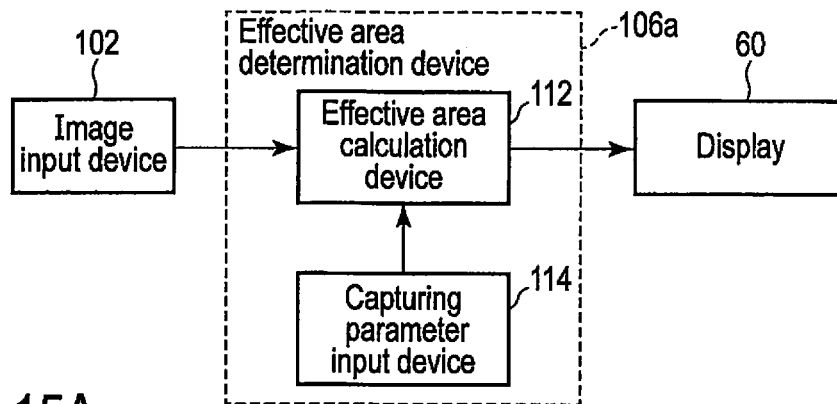 Effective area
determination device
106a
102
112
60
Image
input device
Effective area
calculation
device
Display
114
Capturing
parameter
input device